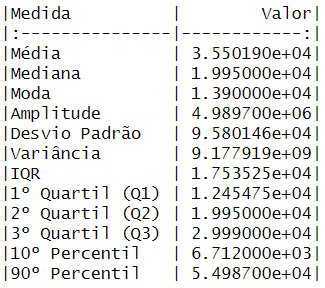 |Medida         |        Valor|
|:--------------|------------:|
|Média          | 3.550190e+04|
|Mediana        | 1.995000e+04|
|Moda           | 1.390000e+04|
|Amplitude      | 4.989700e+06|
|Desvio Padrão  | 9.580146e+04|
|Variância      | 9.177919e+09|
|IQR            | 1.753525e+04|
|1º Quartil (Q1) | 1.245475e+04|
|2º Quartil (Q2) | 1.995000e+04|
|3º Quartil (Q3) | 2.999000e+04|
|10º Percentil  | 6.712000e+03|
|90º Percentil  | 5.498700e+04|